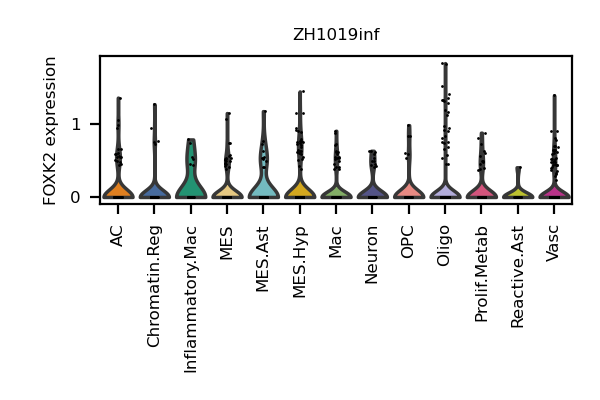 ZH1019inf
FOXK2 expression
1
0
AC
Chromatin.Reg
Inflammatory.Mac
MES
MES.Ast
MES.Hyp
Mac
Neuron
OPC
Oligo
Prolif.Metab
Reactive.Ast
Vasc